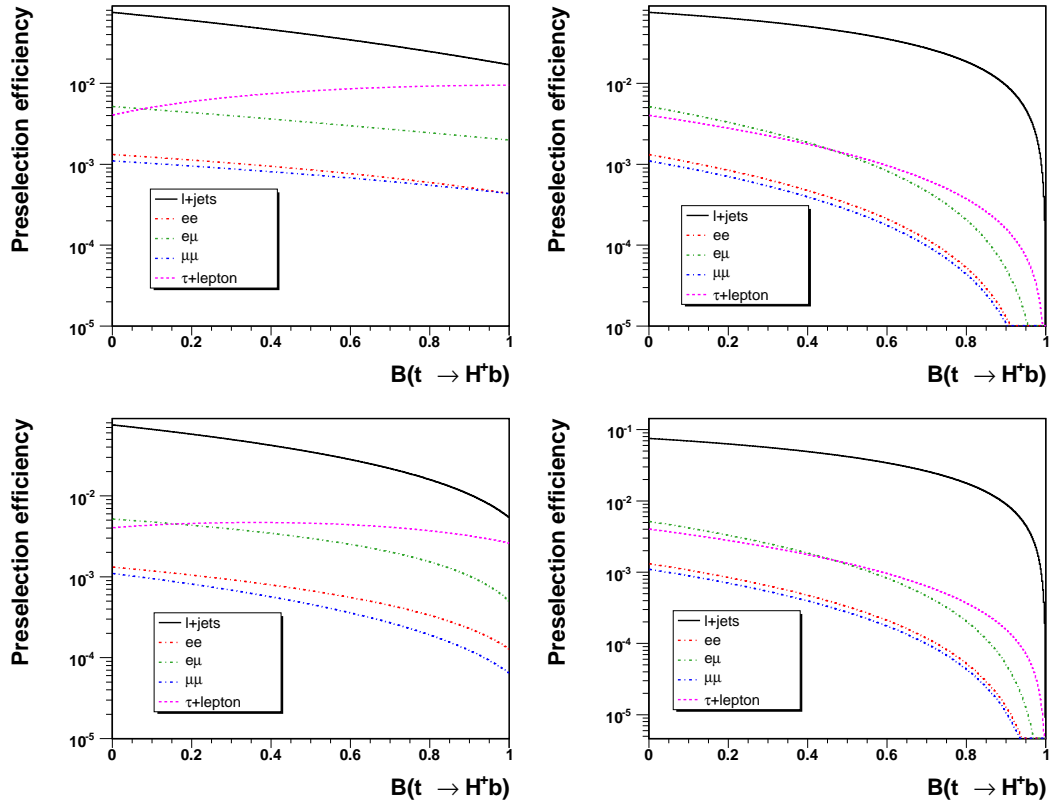 Preselection efficiency
10⁻²
10⁻³
10⁻⁴
10⁻⁵
l+jets
ee
eμ
μμ
τ+lepton
0 0.2 0.4 0.6 0.8 1
B(t → H⁺b)
Preselection efficiency
10⁻²
10⁻³
10⁻⁴
10⁻⁵
l+jets
ee
eμ
μμ
τ+lepton
0 0.2 0.4 0.6 0.8 1
B(t → H⁺b)
Preselection efficiency
10⁻²
10⁻³
10⁻⁴
10⁻⁵
l+jets
ee
eμ
μμ
τ+lepton
0 0.2 0.4 0.6 0.8 1
B(t → H⁺b)
Preselection efficiency
10⁻¹
10⁻²
10⁻³
10⁻⁴
10⁻⁵
l+jets
ee
eμ
μμ
τ+lepton
0 0.2 0.4 0.6 0.8 1
B(t → H⁺b)